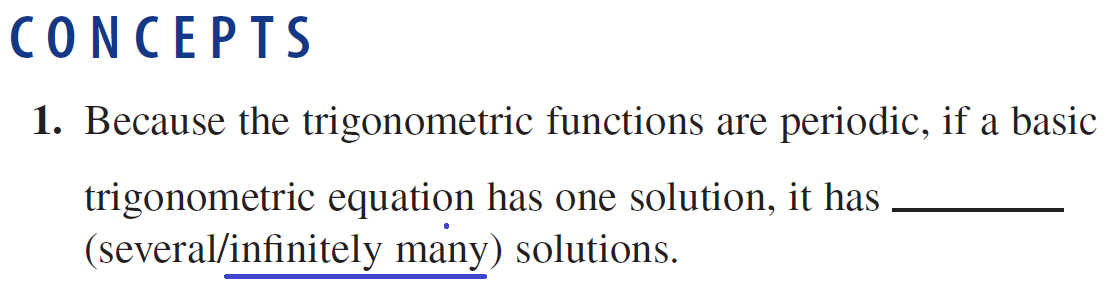 CONCEPTS
1. Because the trigonometric functions are periodic, if a basic
trigonometric equation has one solution, it has ________
(several/infinitely many) solutions.